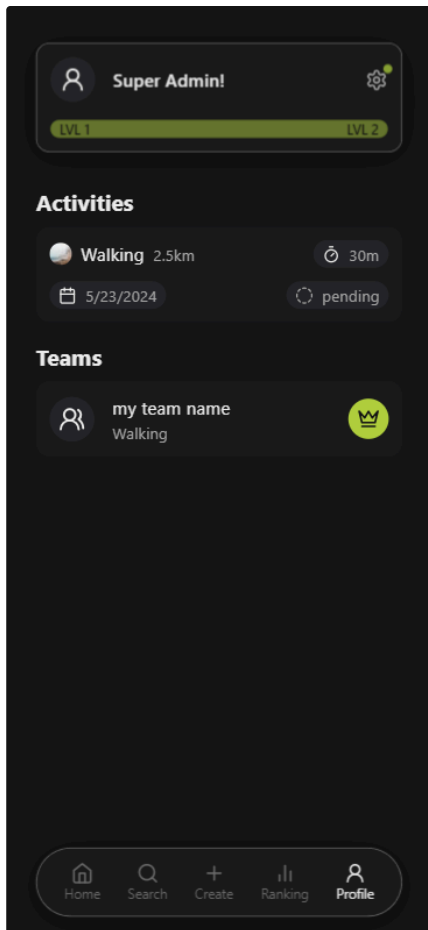 Super Admin!
LVL 1 LVL 2
Activities
Walking 2.5km 30m
5/23/2024 pending
Teams
my team name
Walking
Home Search Create Ranking Profile